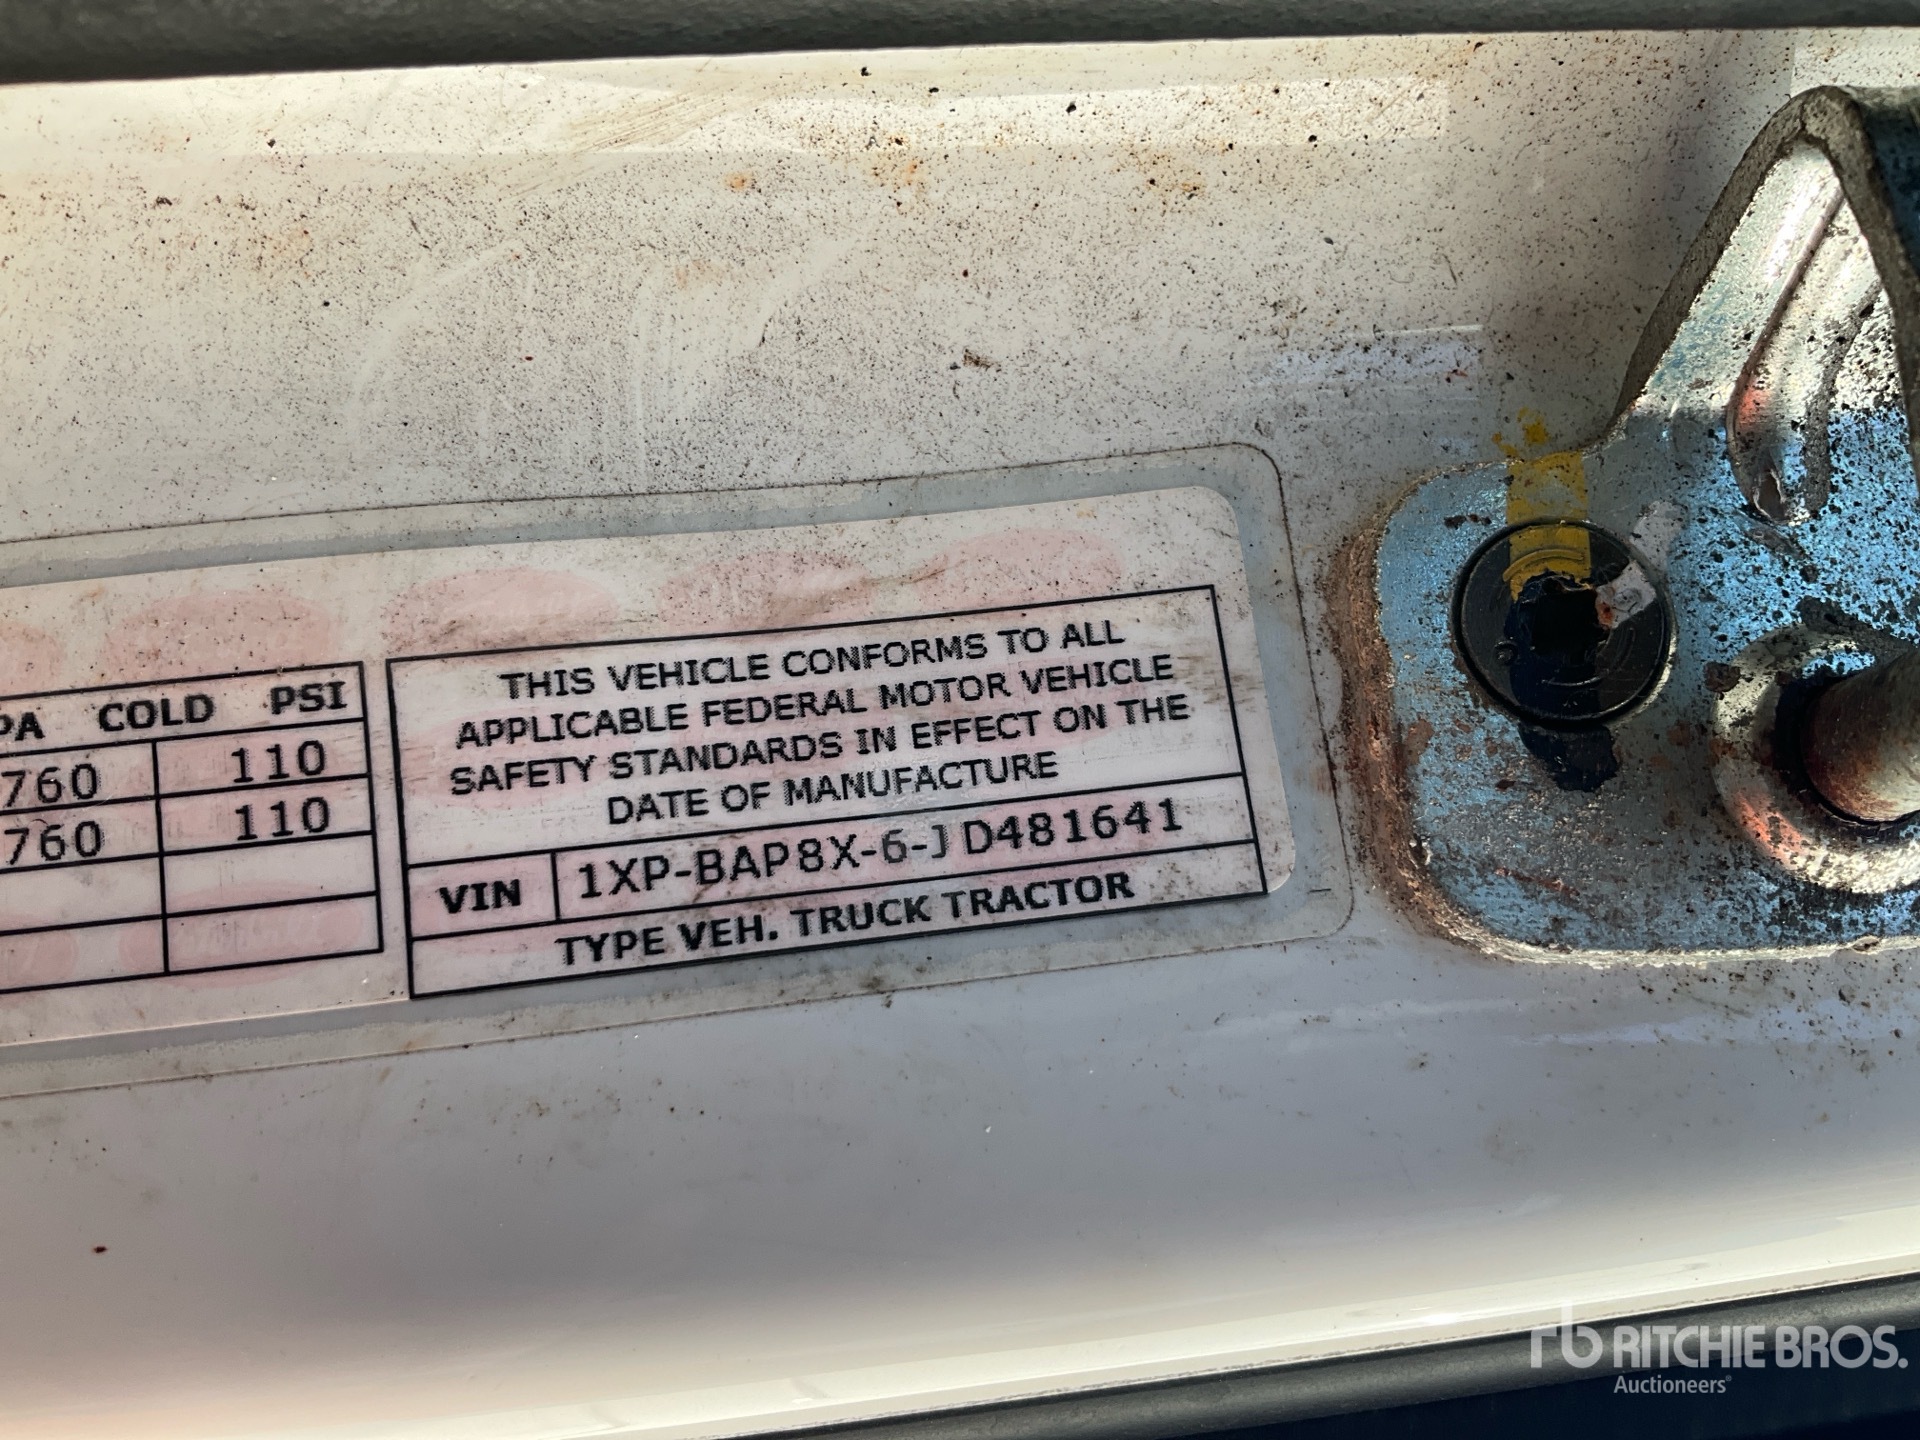 PA COLD PSI
760 110
760 110
THIS VEHICLE CONFORMS TO ALL
APPLICABLE FEDERAL MOTOR VEHICLE
SAFETY STANDARDS IN EFFECT ON THE
DATE OF MANUFACTURE
VIN 1XP-BAP8X-6-JD481641
TYPE VEH. TRUCK TRACTOR
rb RITCHIE BROS.
Auctioneers